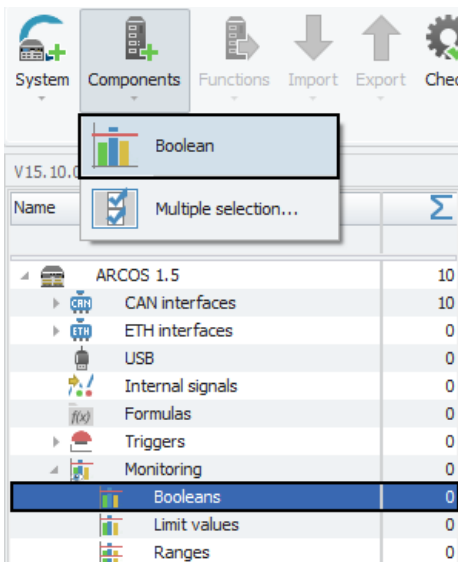 System Components Functions Import Export Chec
Boolean
V15.10.0
Multiple selection...
Name Σ
ARCOS 1.5 10
CAN CAN interfaces 10
ETH ETH interfaces 0
USB 0
Internal signals 0
f(x) Formulas 0
Triggers 0
Monitoring 0
Booleans 0
Limit values 0
Ranges 0